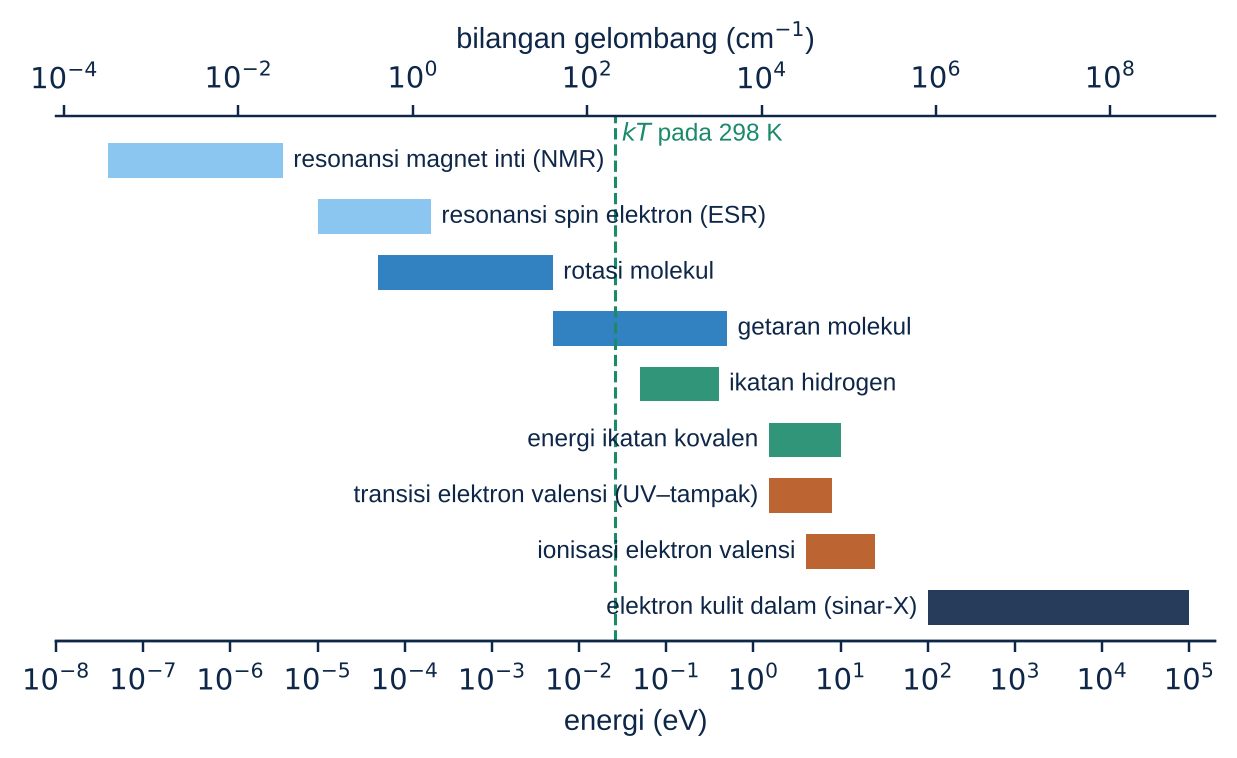 bilangan gelombang (cm⁻¹)
10⁻⁴ 10⁻² 10⁰ 10² 10⁴ 10⁶ 10⁸
kT pada 298 K
resonansi magnet inti (NMR)
resonansi spin elektron (ESR)
rotasi molekul
getaran molekul
ikatan hidrogen
energi ikatan kovalen
transisi elektron valensi (UV–tampak)
ionisasi elektron valensi
elektron kulit dalam (sinar-X)
10⁻⁸ 10⁻⁷ 10⁻⁶ 10⁻⁵ 10⁻⁴ 10⁻³ 10⁻² 10⁻¹ 10⁰ 10¹ 10² 10³ 10⁴ 10⁵
energi (eV)